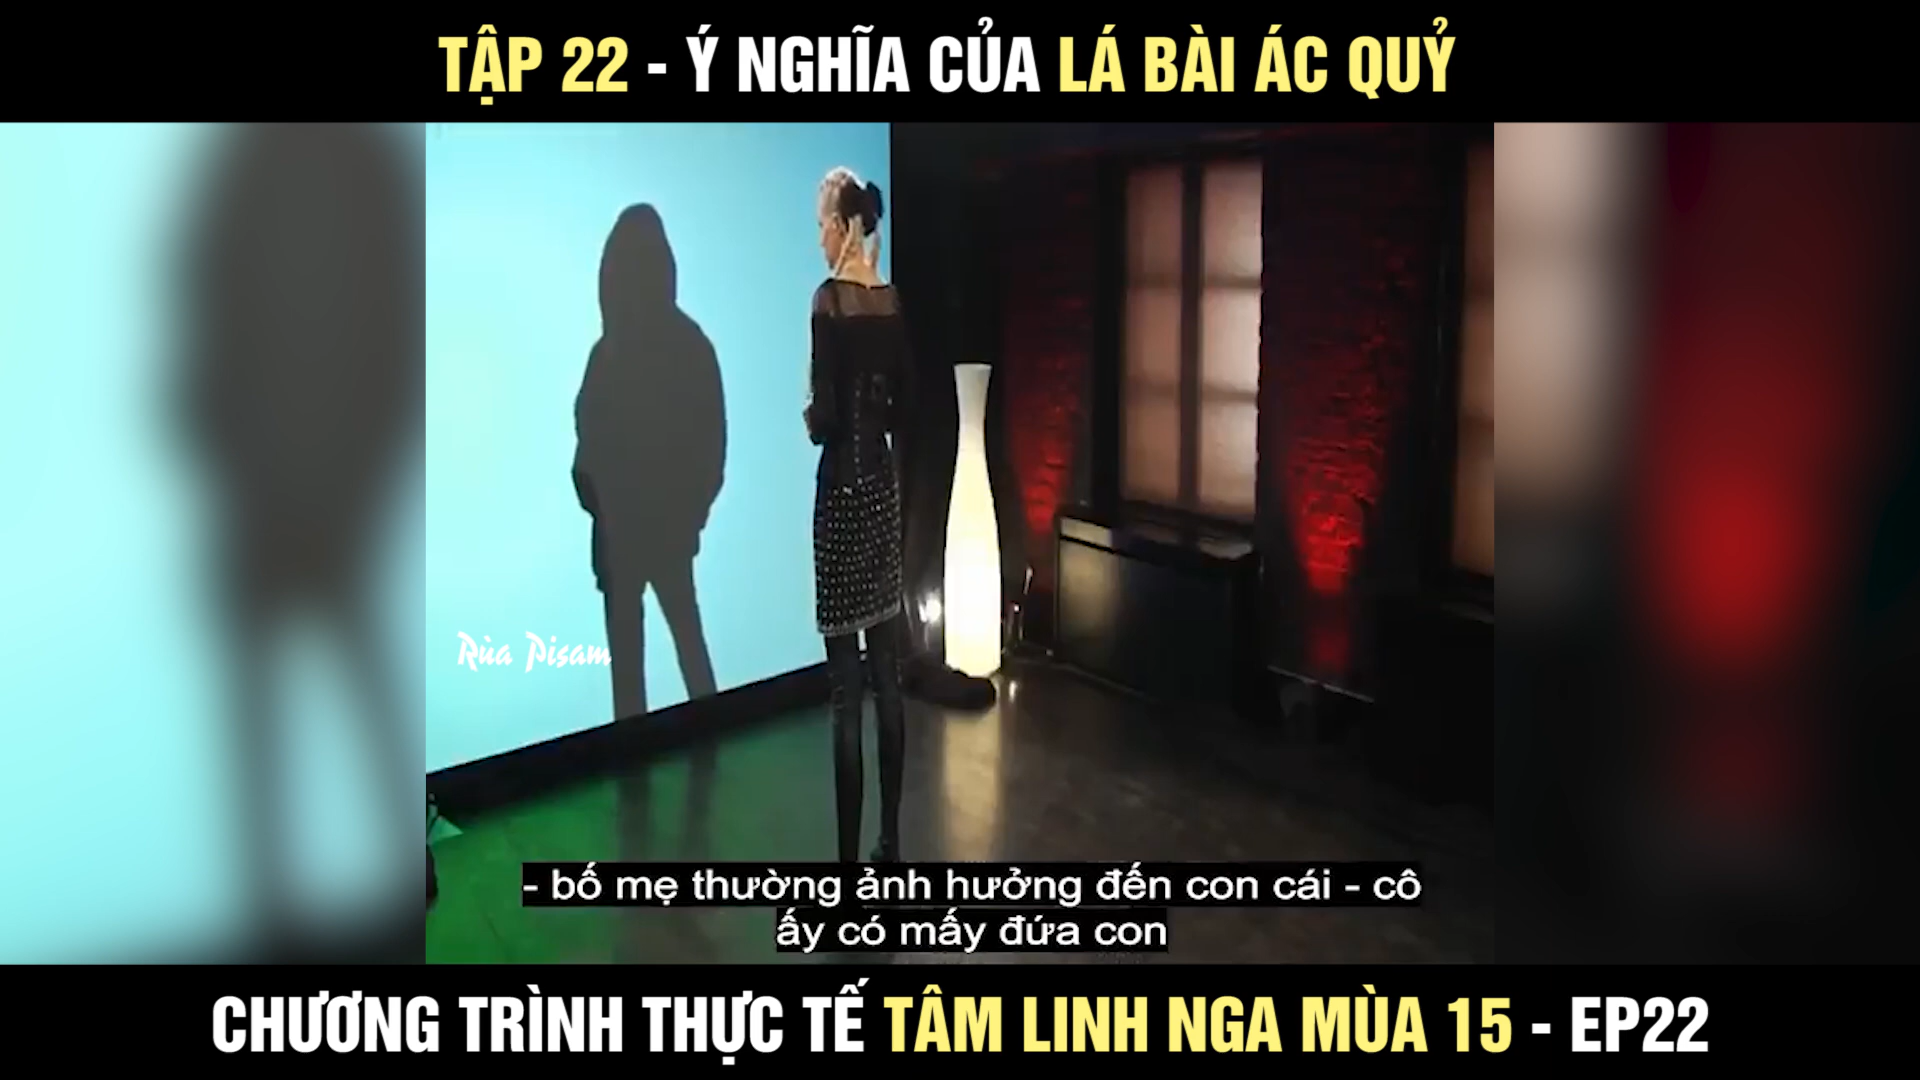 TẬP 22 - Ý NGHĨA CỦA LÁ BÀI ÁC QUỶ
Rùa Pisam
- bố mẹ thường ảnh hưởng đến con cái - cô
ấy có mấy đứa con
CHƯƠNG TRÌNH THỰC TẾ TÂM LINH NGA MÙA 15 - EP22